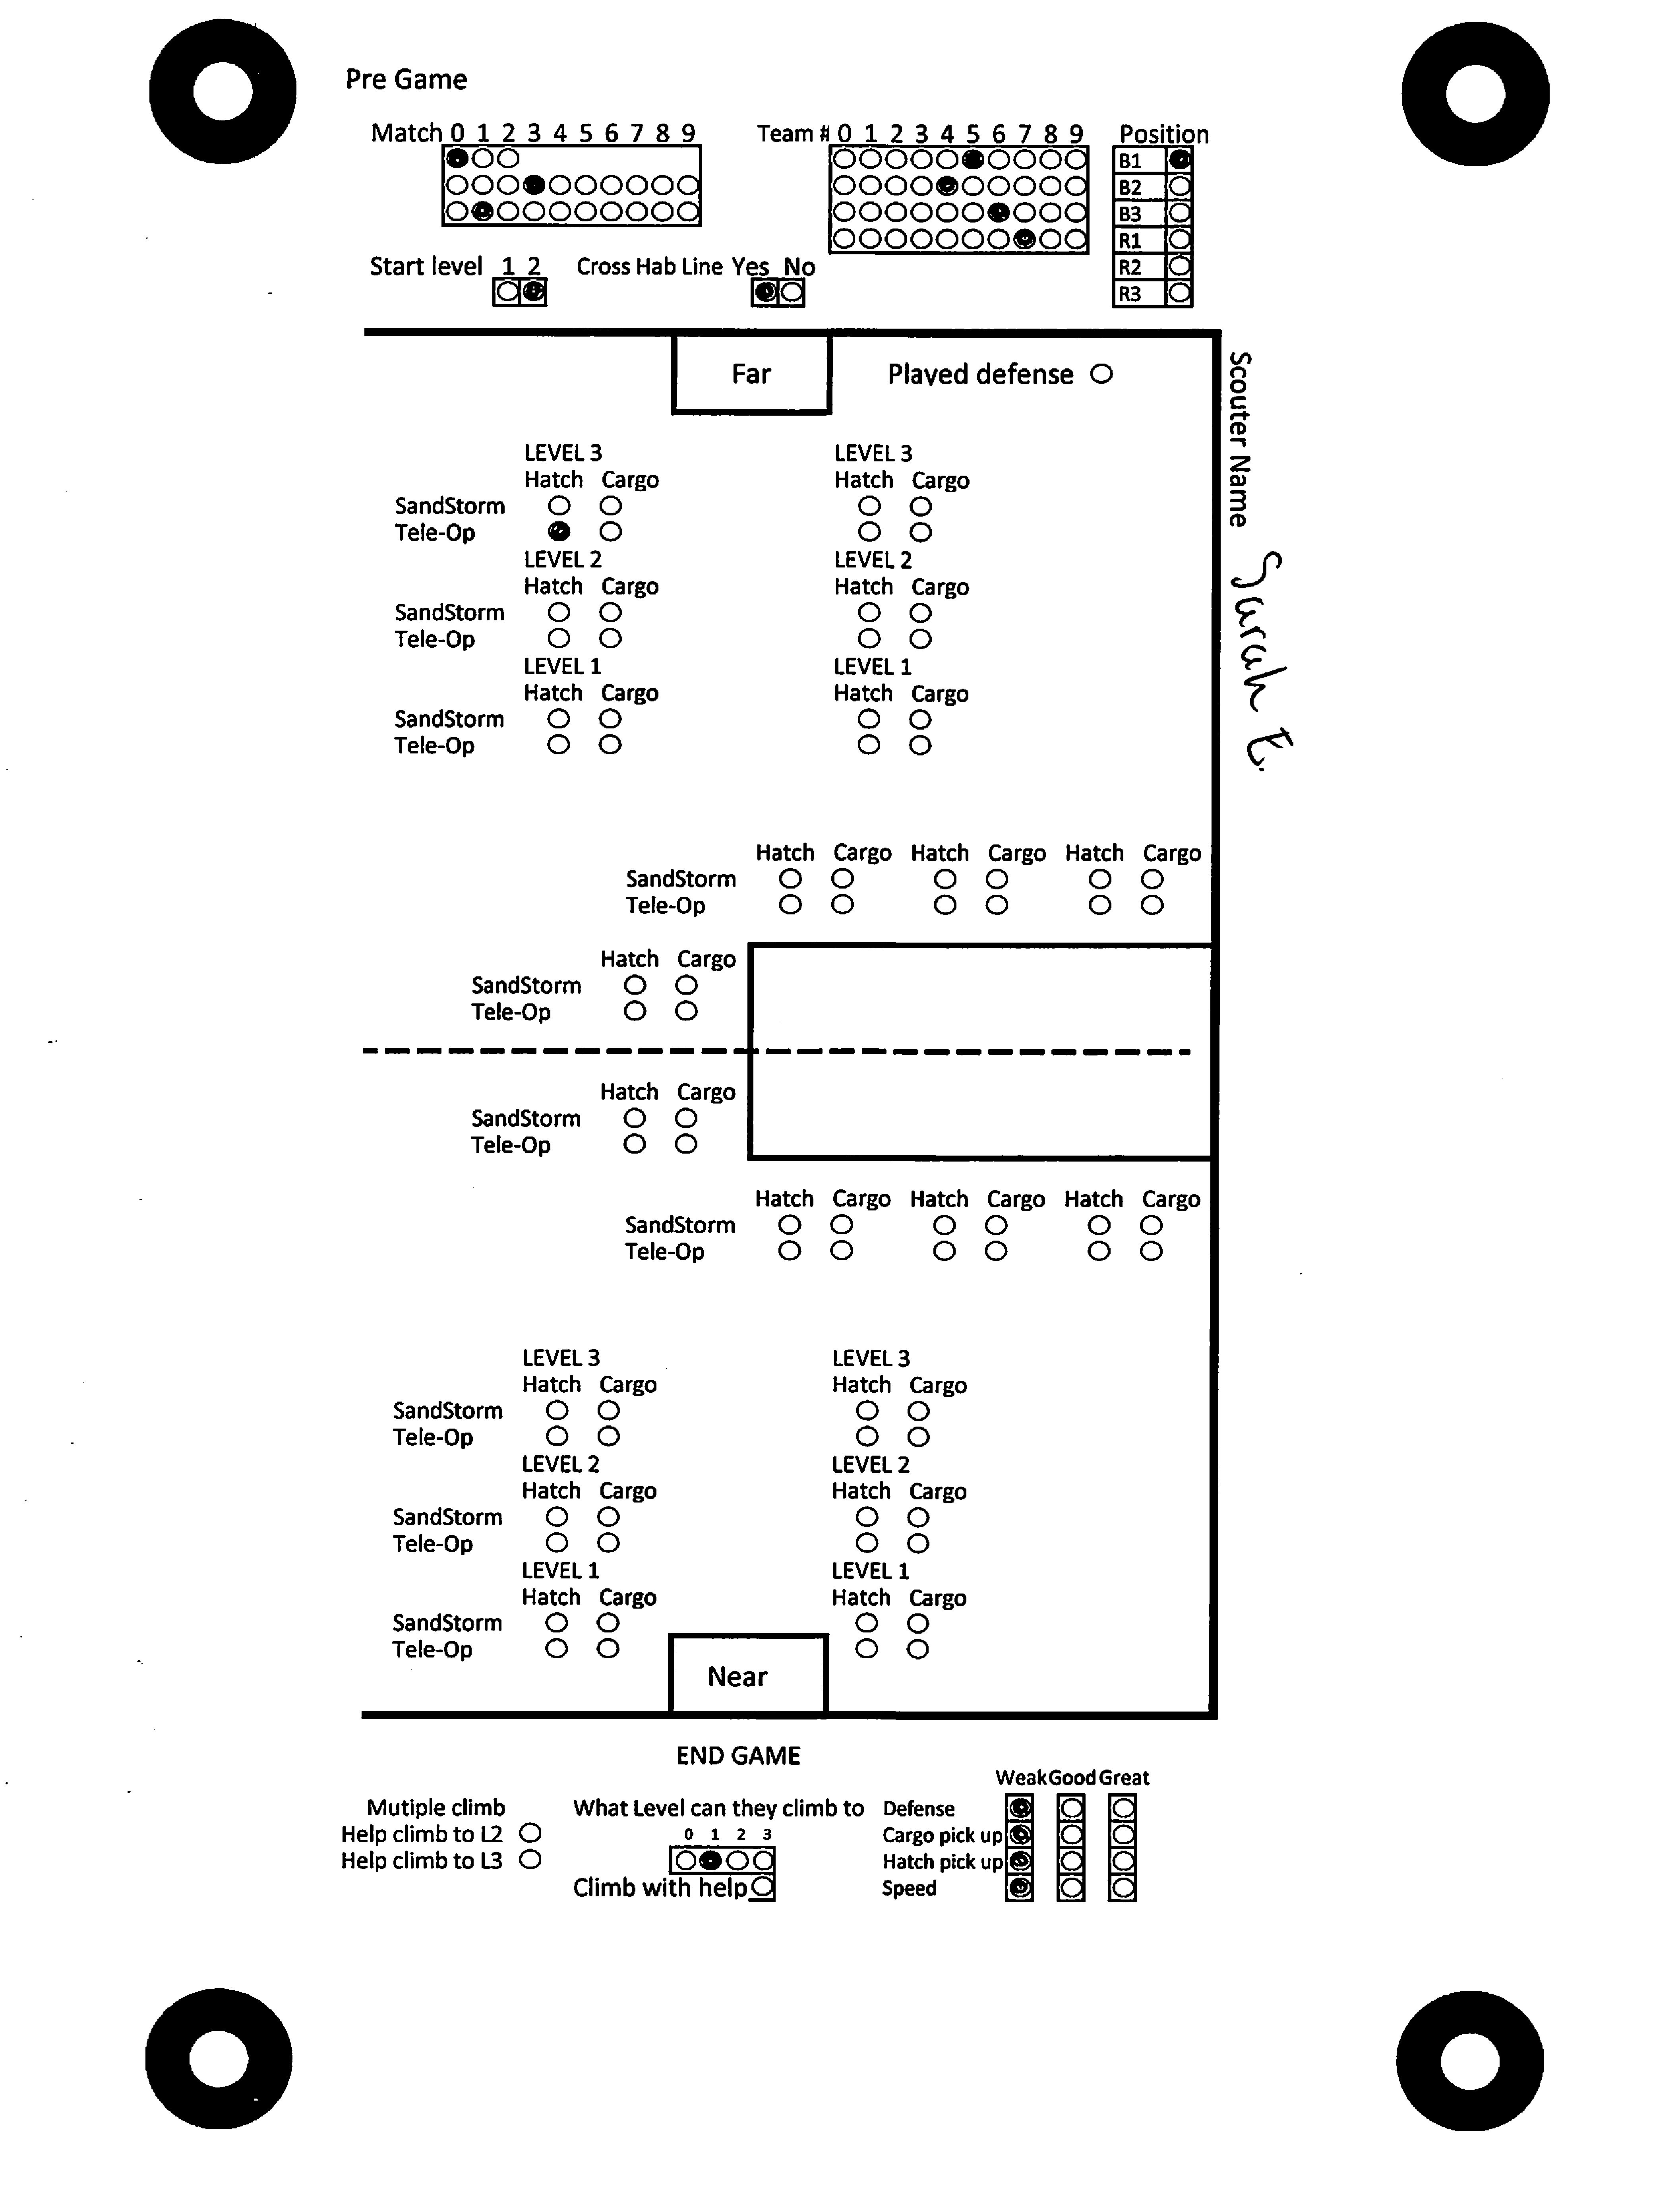 Pre Game
Match 0 1 2 3 4 5 6 7 8 9
Team # 0 1 2 3 4 5 6 7 8 9
Position
B1
B2
B3
R1
R2
R3
Start level 1 2
Cross Hab Line Yes No
Far
Played defense
Scouter Name
Sarah E.
LEVEL 3 LEVEL 3
Hatch Cargo Hatch Cargo
SandStorm
Tele-Op
LEVEL 2 LEVEL 2
Hatch Cargo Hatch Cargo
SandStorm
Tele-Op
LEVEL 1 LEVEL 1
Hatch Cargo Hatch Cargo
SandStorm
Tele-Op
Hatch Cargo Hatch Cargo Hatch Cargo
SandStorm
Tele-Op
Hatch Cargo
SandStorm
Tele-Op
Hatch Cargo
SandStorm
Tele-Op
Hatch Cargo Hatch Cargo Hatch Cargo
SandStorm
Tele-Op
LEVEL 3 LEVEL 3
Hatch Cargo Hatch Cargo
SandStorm
Tele-Op
LEVEL 2 LEVEL 2
Hatch Cargo Hatch Cargo
SandStorm
Tele-Op
LEVEL 1 LEVEL 1
Hatch Cargo Hatch Cargo
SandStorm
Tele-Op
Near
END GAME
Mutiple climb
Help climb to L2
Help climb to L3
What Level can they climb to
0 1 2 3
Climb with help
Weak Good Great
Defense
Cargo pick up
Hatch pick up
Speed